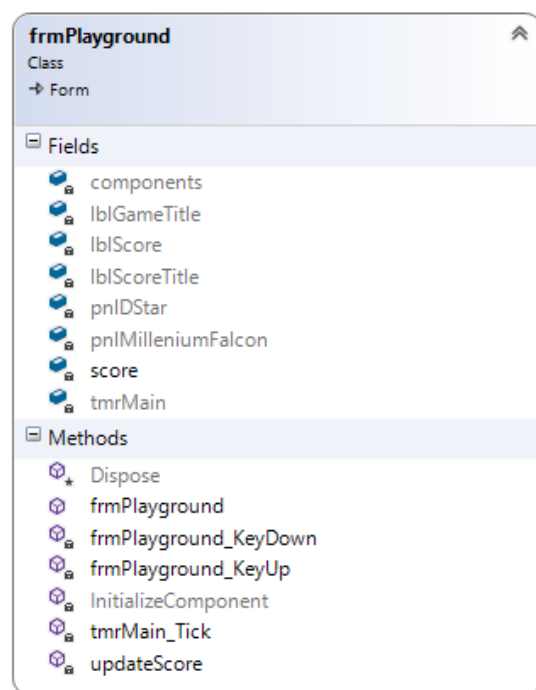 frmPlayground
Class
Form
Fields
components
lblGameTitle
lblScore
lblScoreTitle
pnlDStar
pnlMilleniumFalcon
score
tmrMain
Methods
Dispose
frmPlayground
frmPlayground_KeyDown
frmPlayground_KeyUp
InitializeComponent
tmrMain_Tick
updateScore